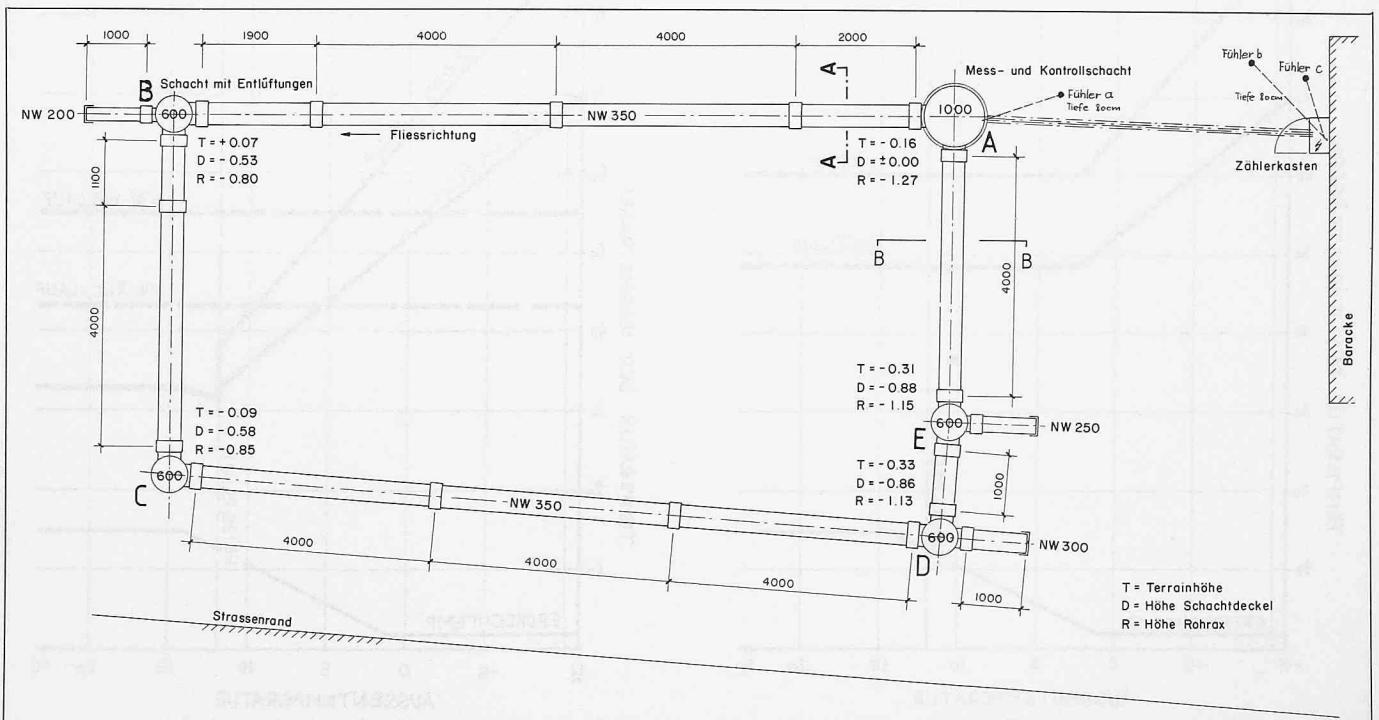 1000
1900
4000
4000
2000
B
Schacht mit Entlüftungen
NW 200
600
NW 350
Fliessrichtung
A
A
1000
Mess- und Kontrollschacht
Fühler a
Tiefe 80cm
A
Fühler b
Fühler c
Tiefe 80cm
Zählerkasten
Baracke
T = +0.07
D = -0.53
R = -0.80
T = -0.16
D = ±0.00
R = -1.27
1100
4000
B
B
4000
T = -0.09
D = -0.58
R = -0.85
600
C
NW 350
4000
4000
4000
T = -0.31
D = -0.88
R = -1.15
600
E
NW 250
T = -0.33
D = -0.86
R = -1.13
1000
600
D
NW 300
1000
T = Terrainhöhe
D = Höhe Schachtdeckel
R = Höhe Rohrax
Strassenrand